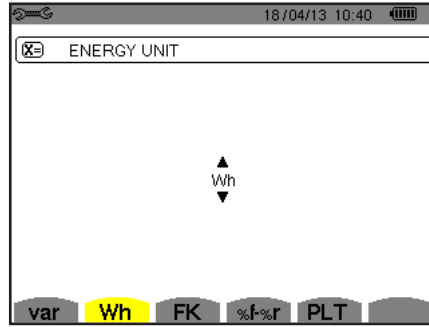 18/04/13 10:40
X= ENERGY UNIT
Wh
var Wh FK %f-%r PLT